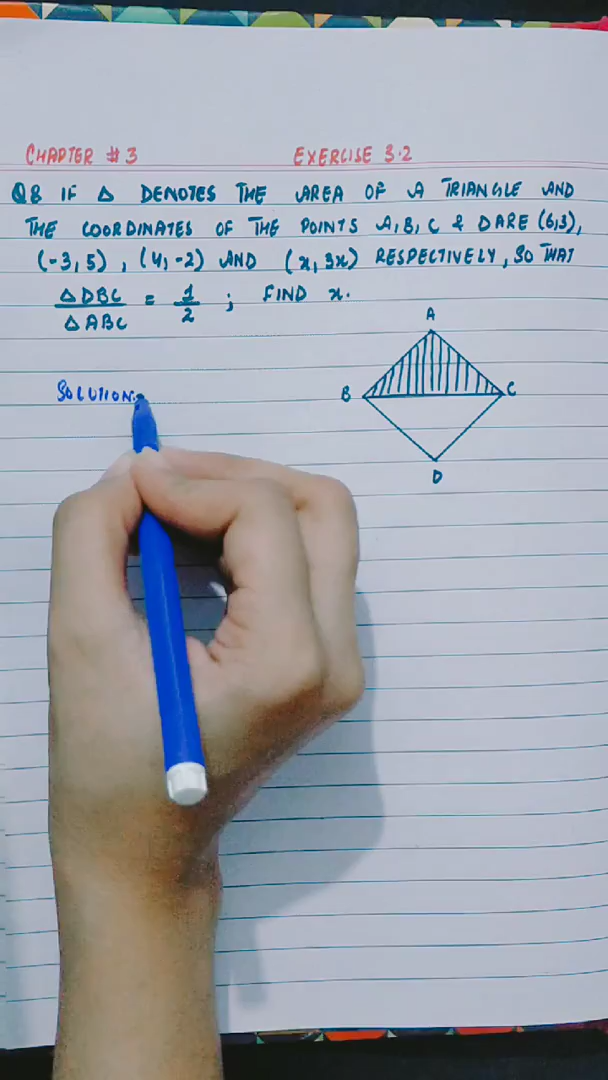 CHAPTER # 3 EXERCISE 3.2
Q8 IF Δ DENOTES THE AREA OF A TRIANGLE AND
THE COORDINATES OF THE POINTS A, B, C & D ARE (6,3),
(-3,5), (4,-2) AND (x, 3x) RESPECTIVELY, SO THAT
ΔDBC / ΔABC = 1/2 ; FIND x.
A
SOLUTION:
B
C
D